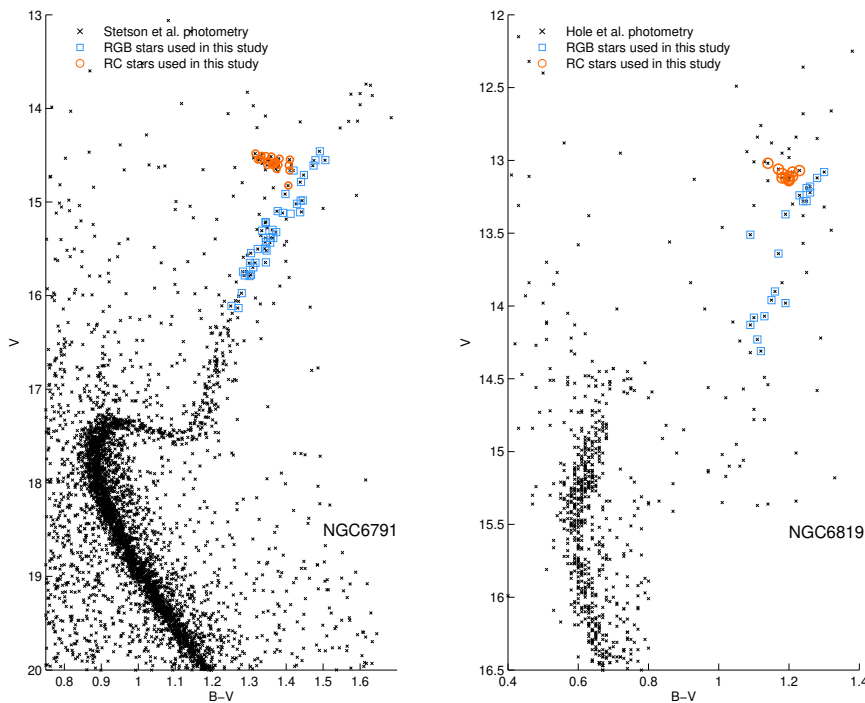 Stetson et al. photometry
RGB stars used in this study
RC stars used in this study
13
14
15
16
17
18
19
20
V
0.8
0.9
1
1.1
1.2
1.3
1.4
1.5
1.6
B−V
NGC6791
Hole et al. photometry
RGB stars used in this study
RC stars used in this study
12
12.5
13
13.5
14
14.5
15
15.5
16
16.5
V
0.4
0.6
0.8
1
1.2
1.4
B−V
NGC6819